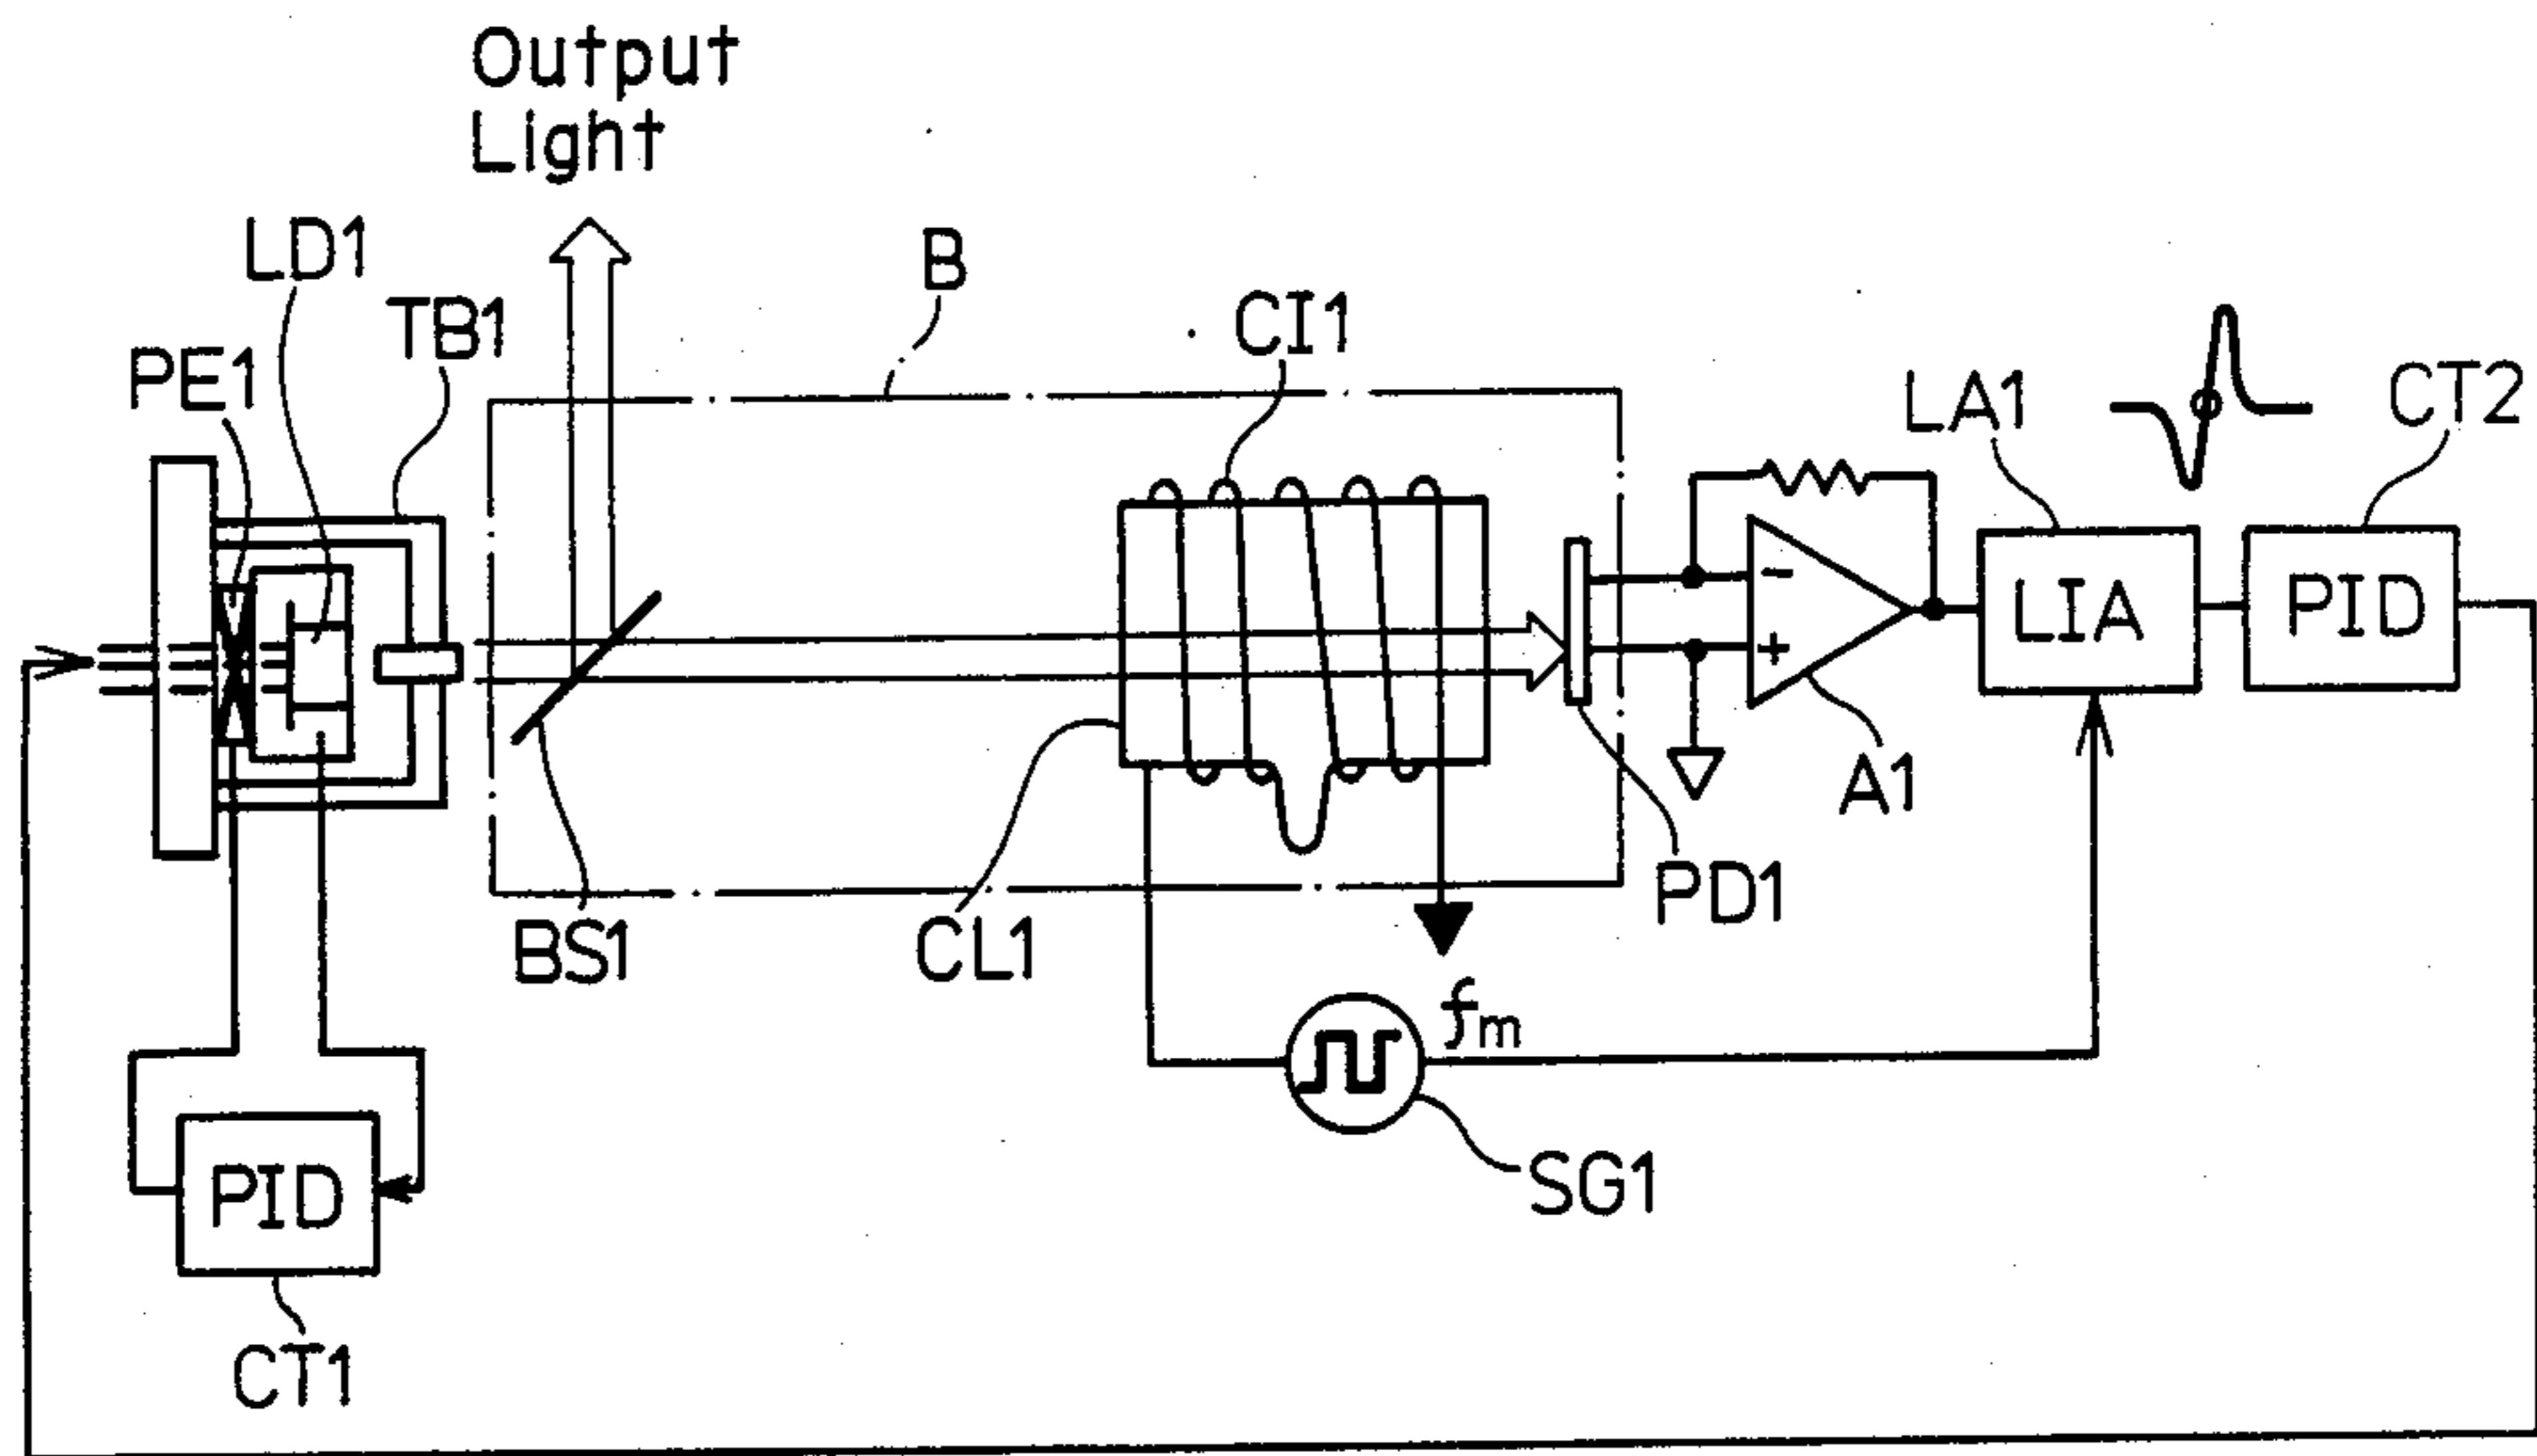 Output
Light
LD1
TB1
PE1
B
CI1
LA1
CT2
LIA
PID
-
+
A1
PD1
BS1
CL1
fm
SG1
PID
CT1